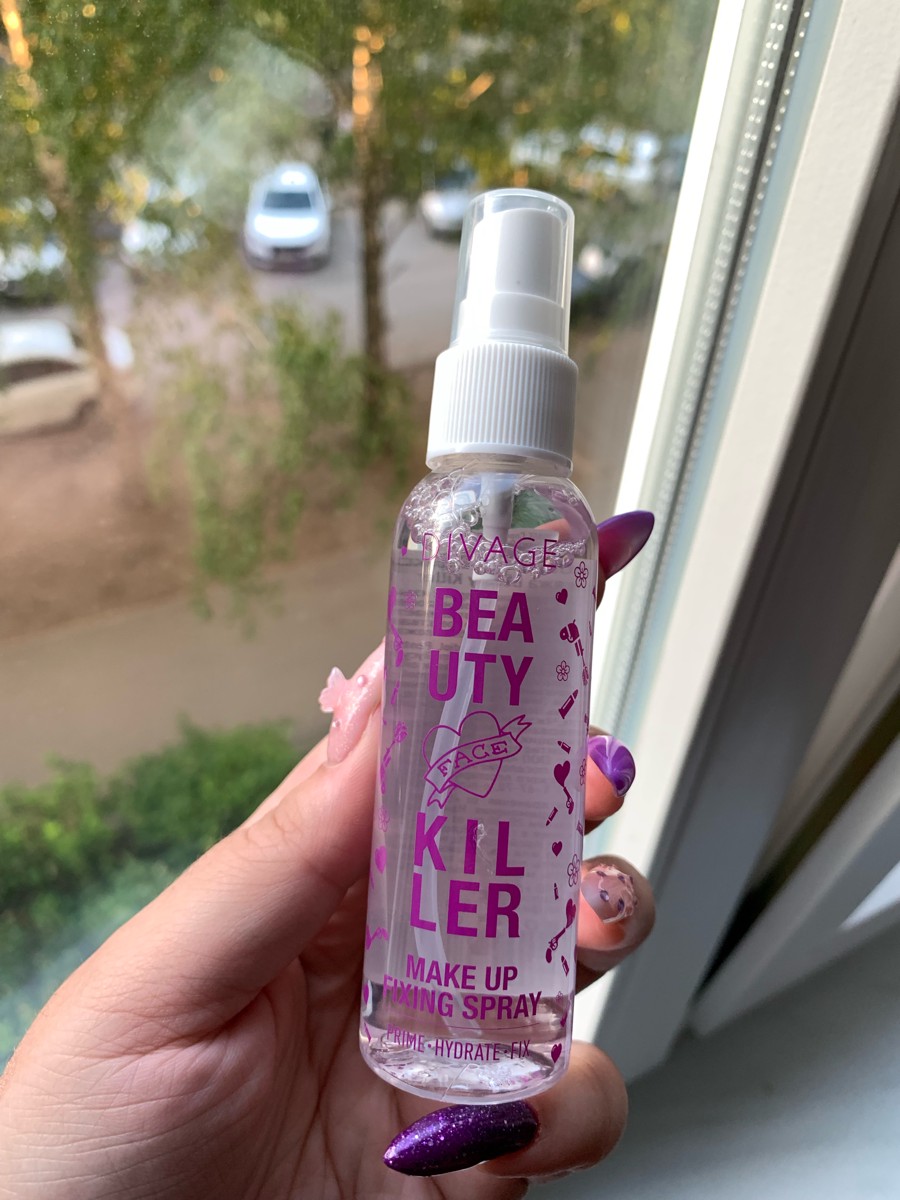 DIVAGE
BEA
UTY
FACE
KIL
LER
MAKE UP
FIXING SPRAY
PRIME·HYDRATE·FIX